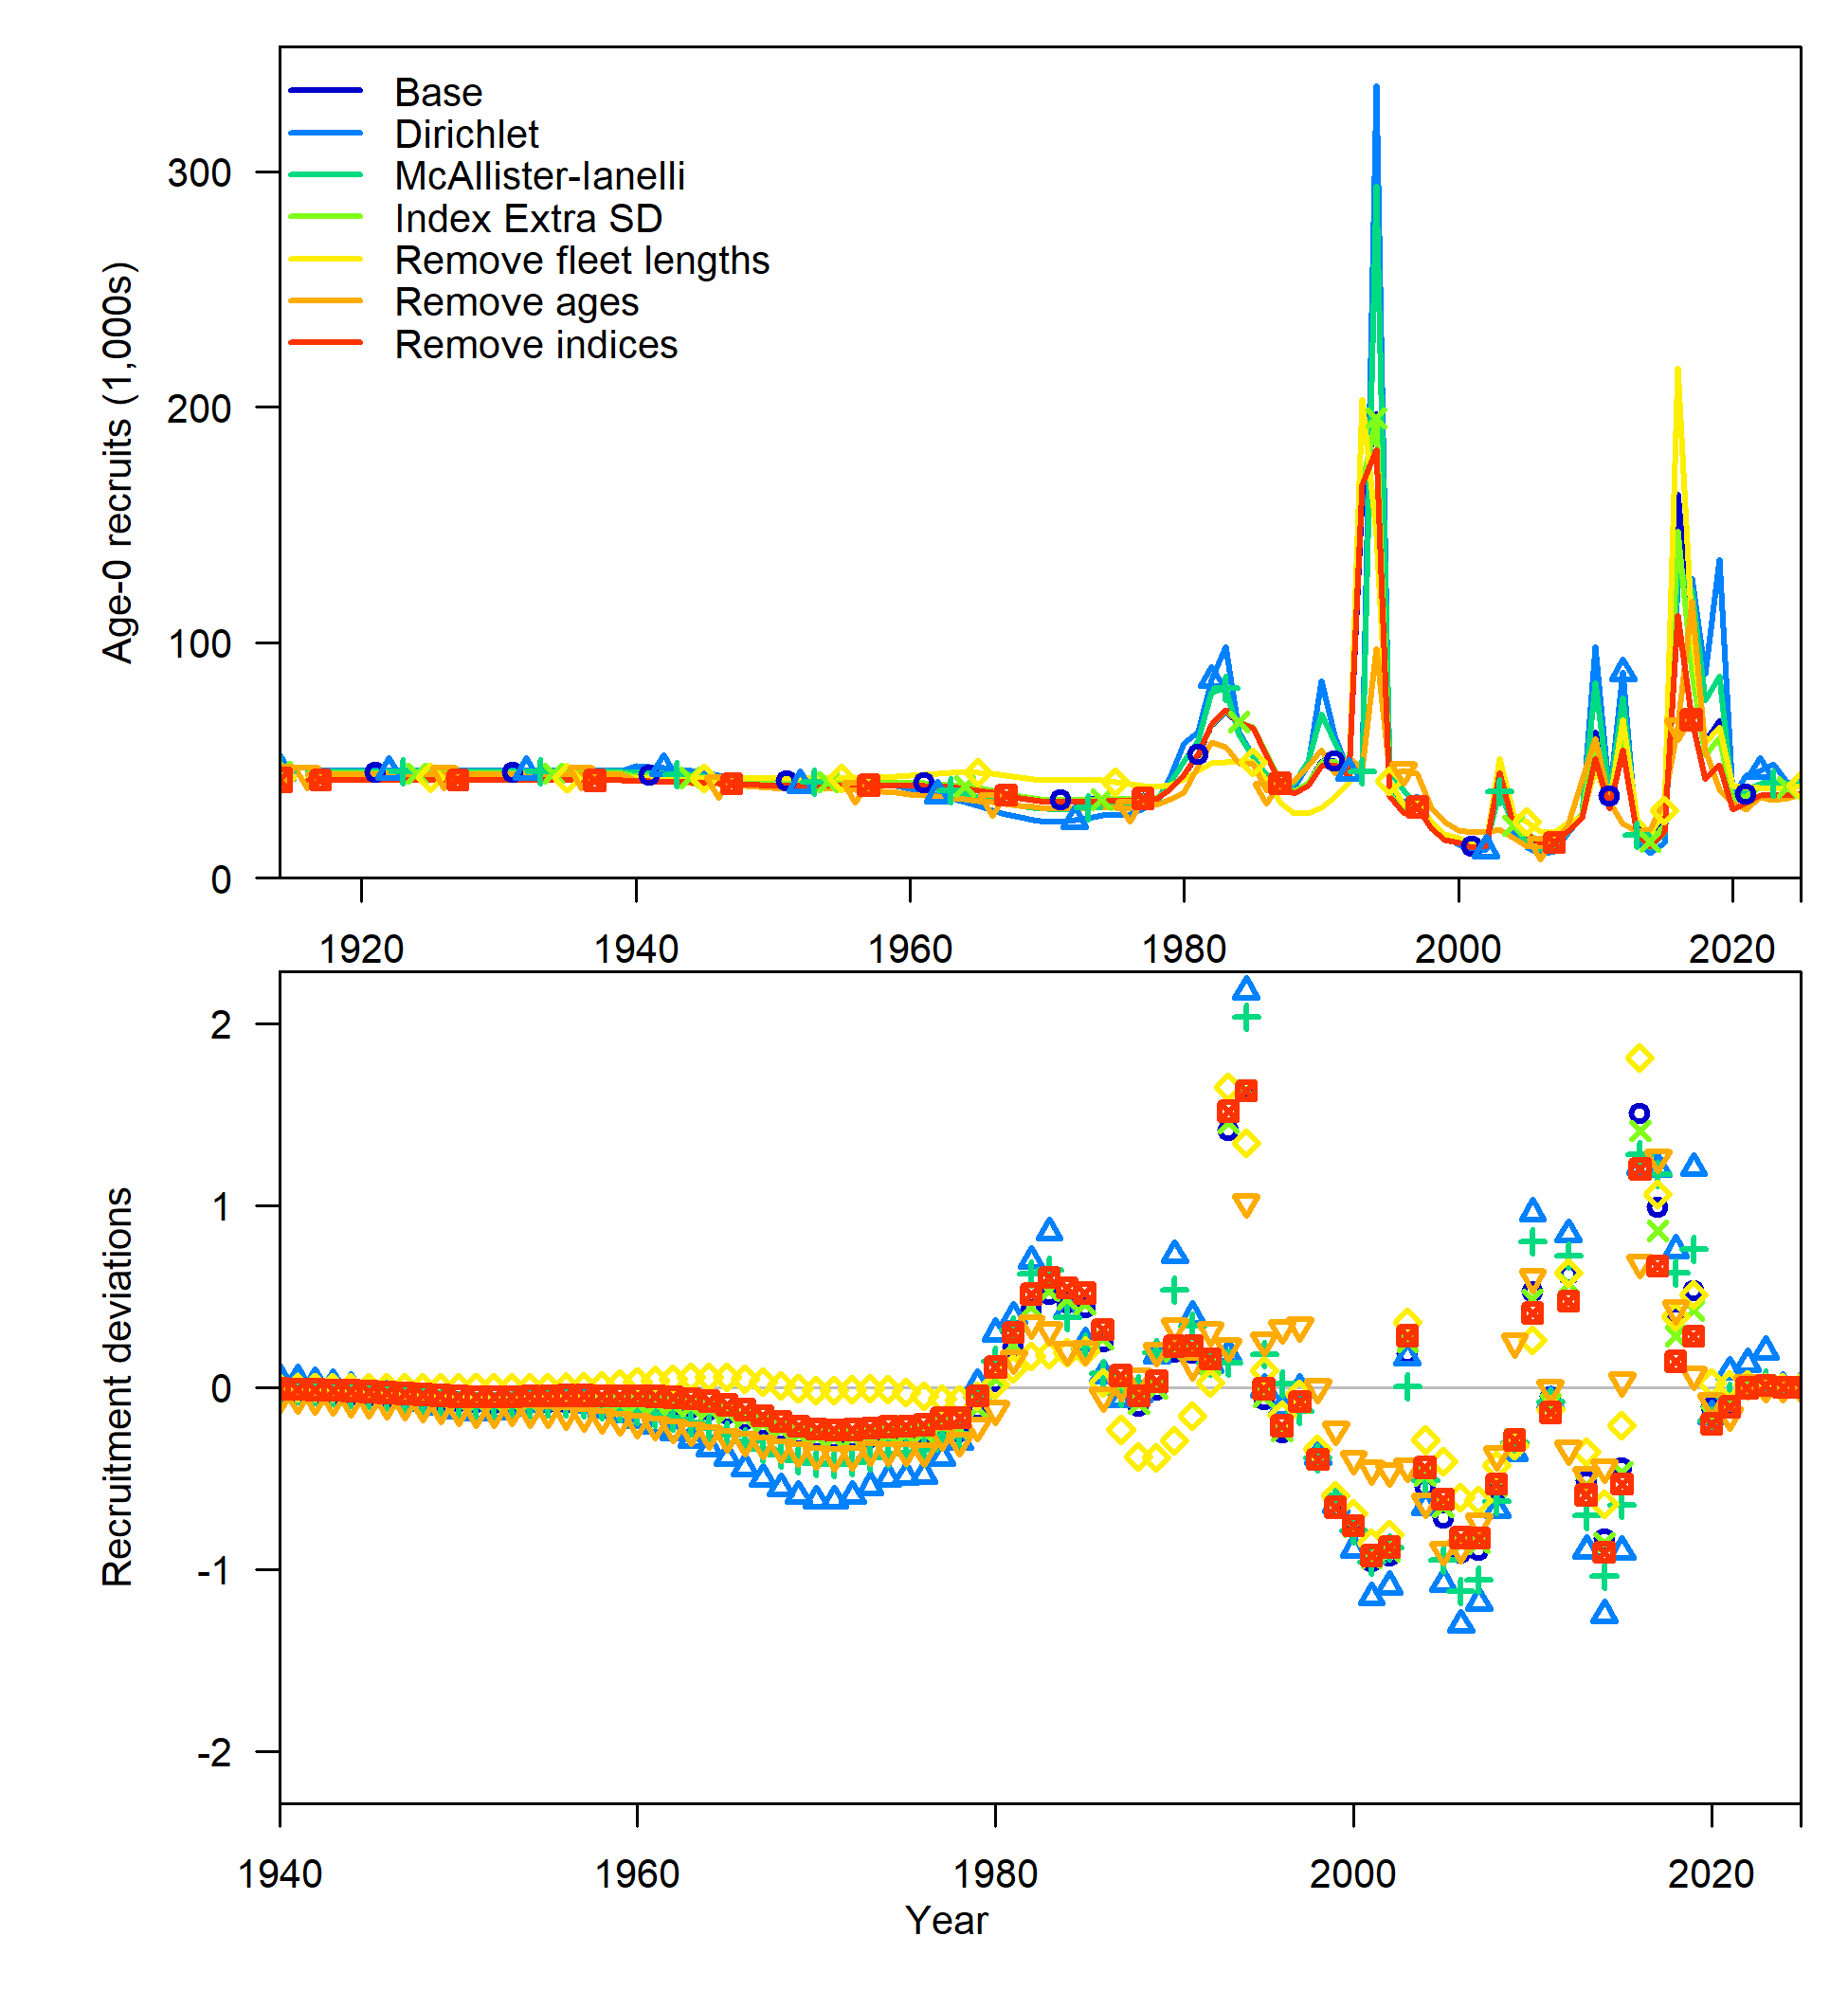 Base
Dirichlet
McAllister-Ianelli
Index Extra SD
Remove fleet lengths
Remove ages
Remove indices
Age-0 recruits (1,000s)
300
200
100
0
1920 1940 1960 1980 2000 2020
Recruitment deviations
2
1
0
-1
-2
1940 1960 1980 2000 2020
Year